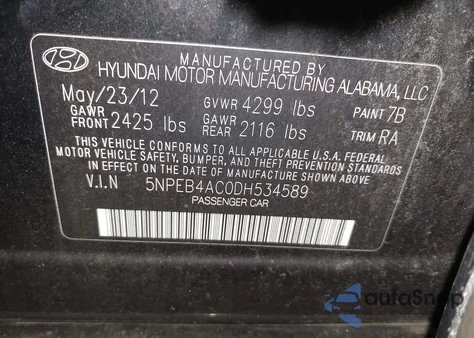 MANUFACTURED BY
HYUNDAI MOTOR MANUFACTURING ALABAMA, LLC
May/23/12 GVWR 4299 lbs PAINT 7B
GAWR FRONT 2425 lbs GAWR REAR 2116 lbs TRIM RA
THIS VEHICLE CONFORMS TO ALL APPLICABLE U.S.A. FEDERAL
MOTOR VEHICLE SAFETY, BUMPER, AND THEFT PREVENTION
STANDARDS IN EFFECT ON THE DATE OF MANUFACTURE SHOWN ABOVE
V.I.N 5NPEB4AC0DH534589
PASSENGER CAR
autoSnap